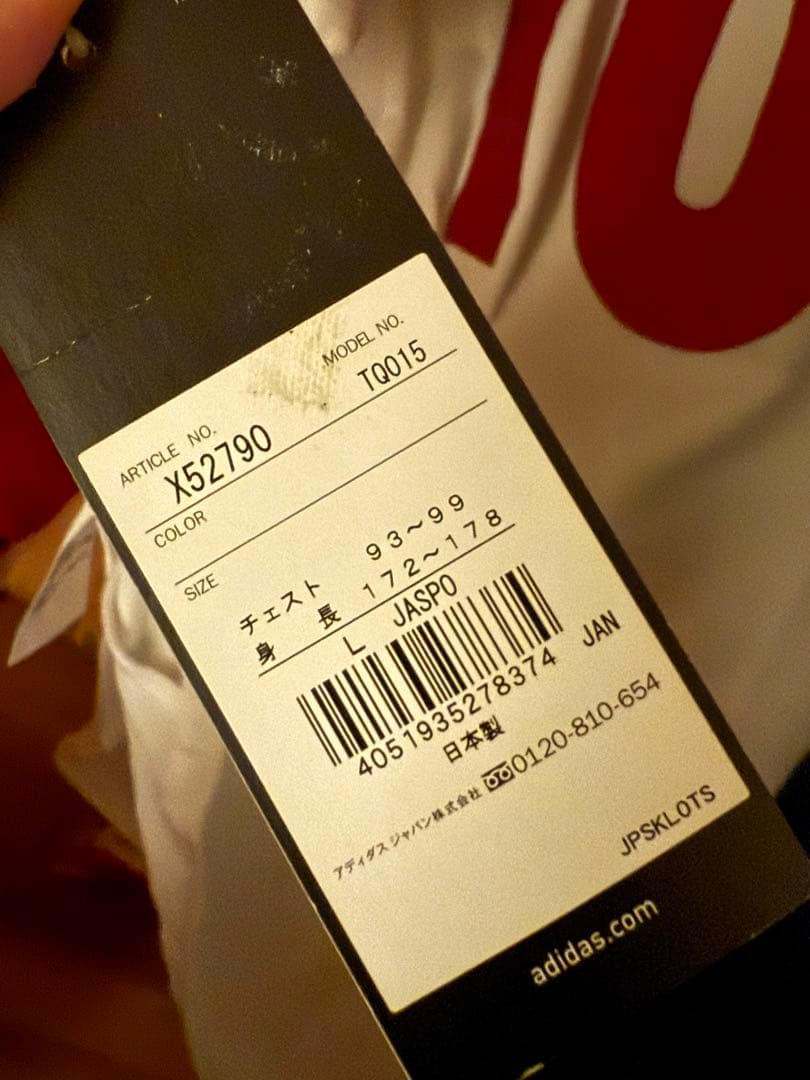 ARTICLE NO.
MODEL NO.
X52790
TQ015
COLOR
SIZE
チェスト 93～99
身長 172～178
L JASPO
4051935278374 JAN
日本製
アディダス ジャパン株式会社 0120-810-654
JPSKLOTS
adidas.com